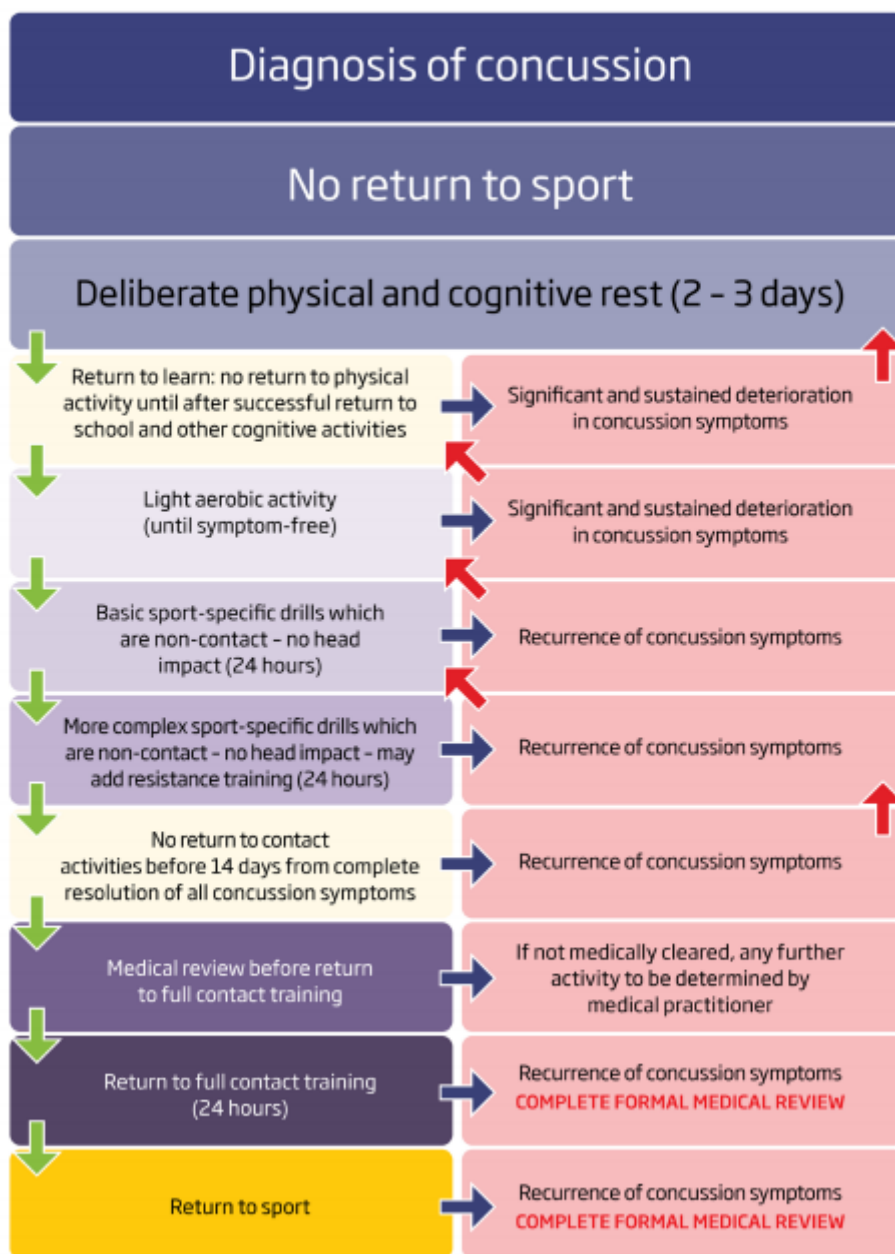 Diagnosis of concussion
No return to sport
Deliberate physical and cognitive rest (2 – 3 days)
Return to learn: no return to physical
activity until after successful return to
school and other cognitive activities
Significant and sustained deterioration
in concussion symptoms
Light aerobic activity
(until symptom-free)
Significant and sustained deterioration
in concussion symptoms
Basic sport-specific drills which
are non-contact – no head
impact (24 hours)
Recurrence of concussion symptoms
More complex sport-specific drills which
are non-contact – no head impact – may
add resistance training (24 hours)
Recurrence of concussion symptoms
No return to contact
activities before 14 days from complete
resolution of all concussion symptoms
Recurrence of concussion symptoms
Medical review before return
to full contact training
If not medically cleared, any further
activity to be determined by
medical practitioner
Return to full contact training
(24 hours)
Recurrence of concussion symptoms
COMPLETE FORMAL MEDICAL REVIEW
Return to sport
Recurrence of concussion symptoms
COMPLETE FORMAL MEDICAL REVIEW